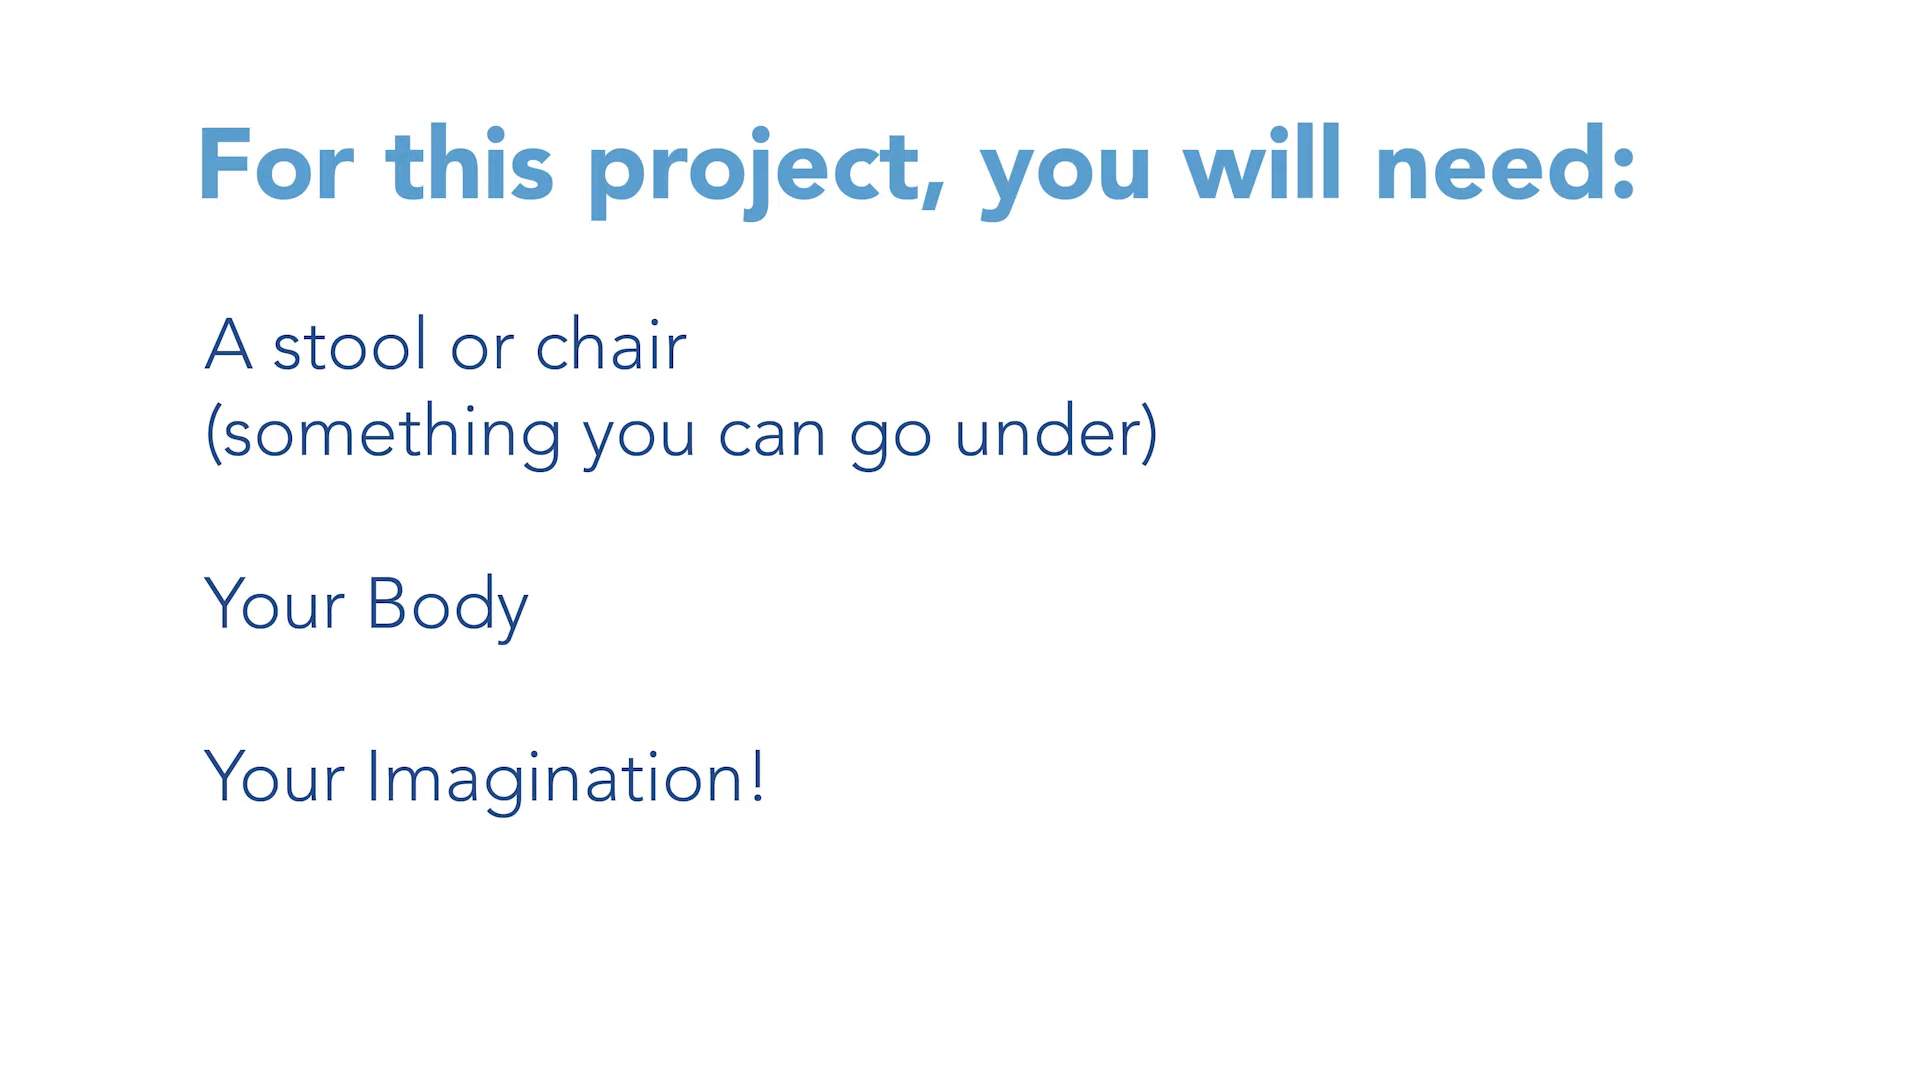 For this project, you will need:
A stool or chair
(something you can go under)
Your Body
Your Imagination!